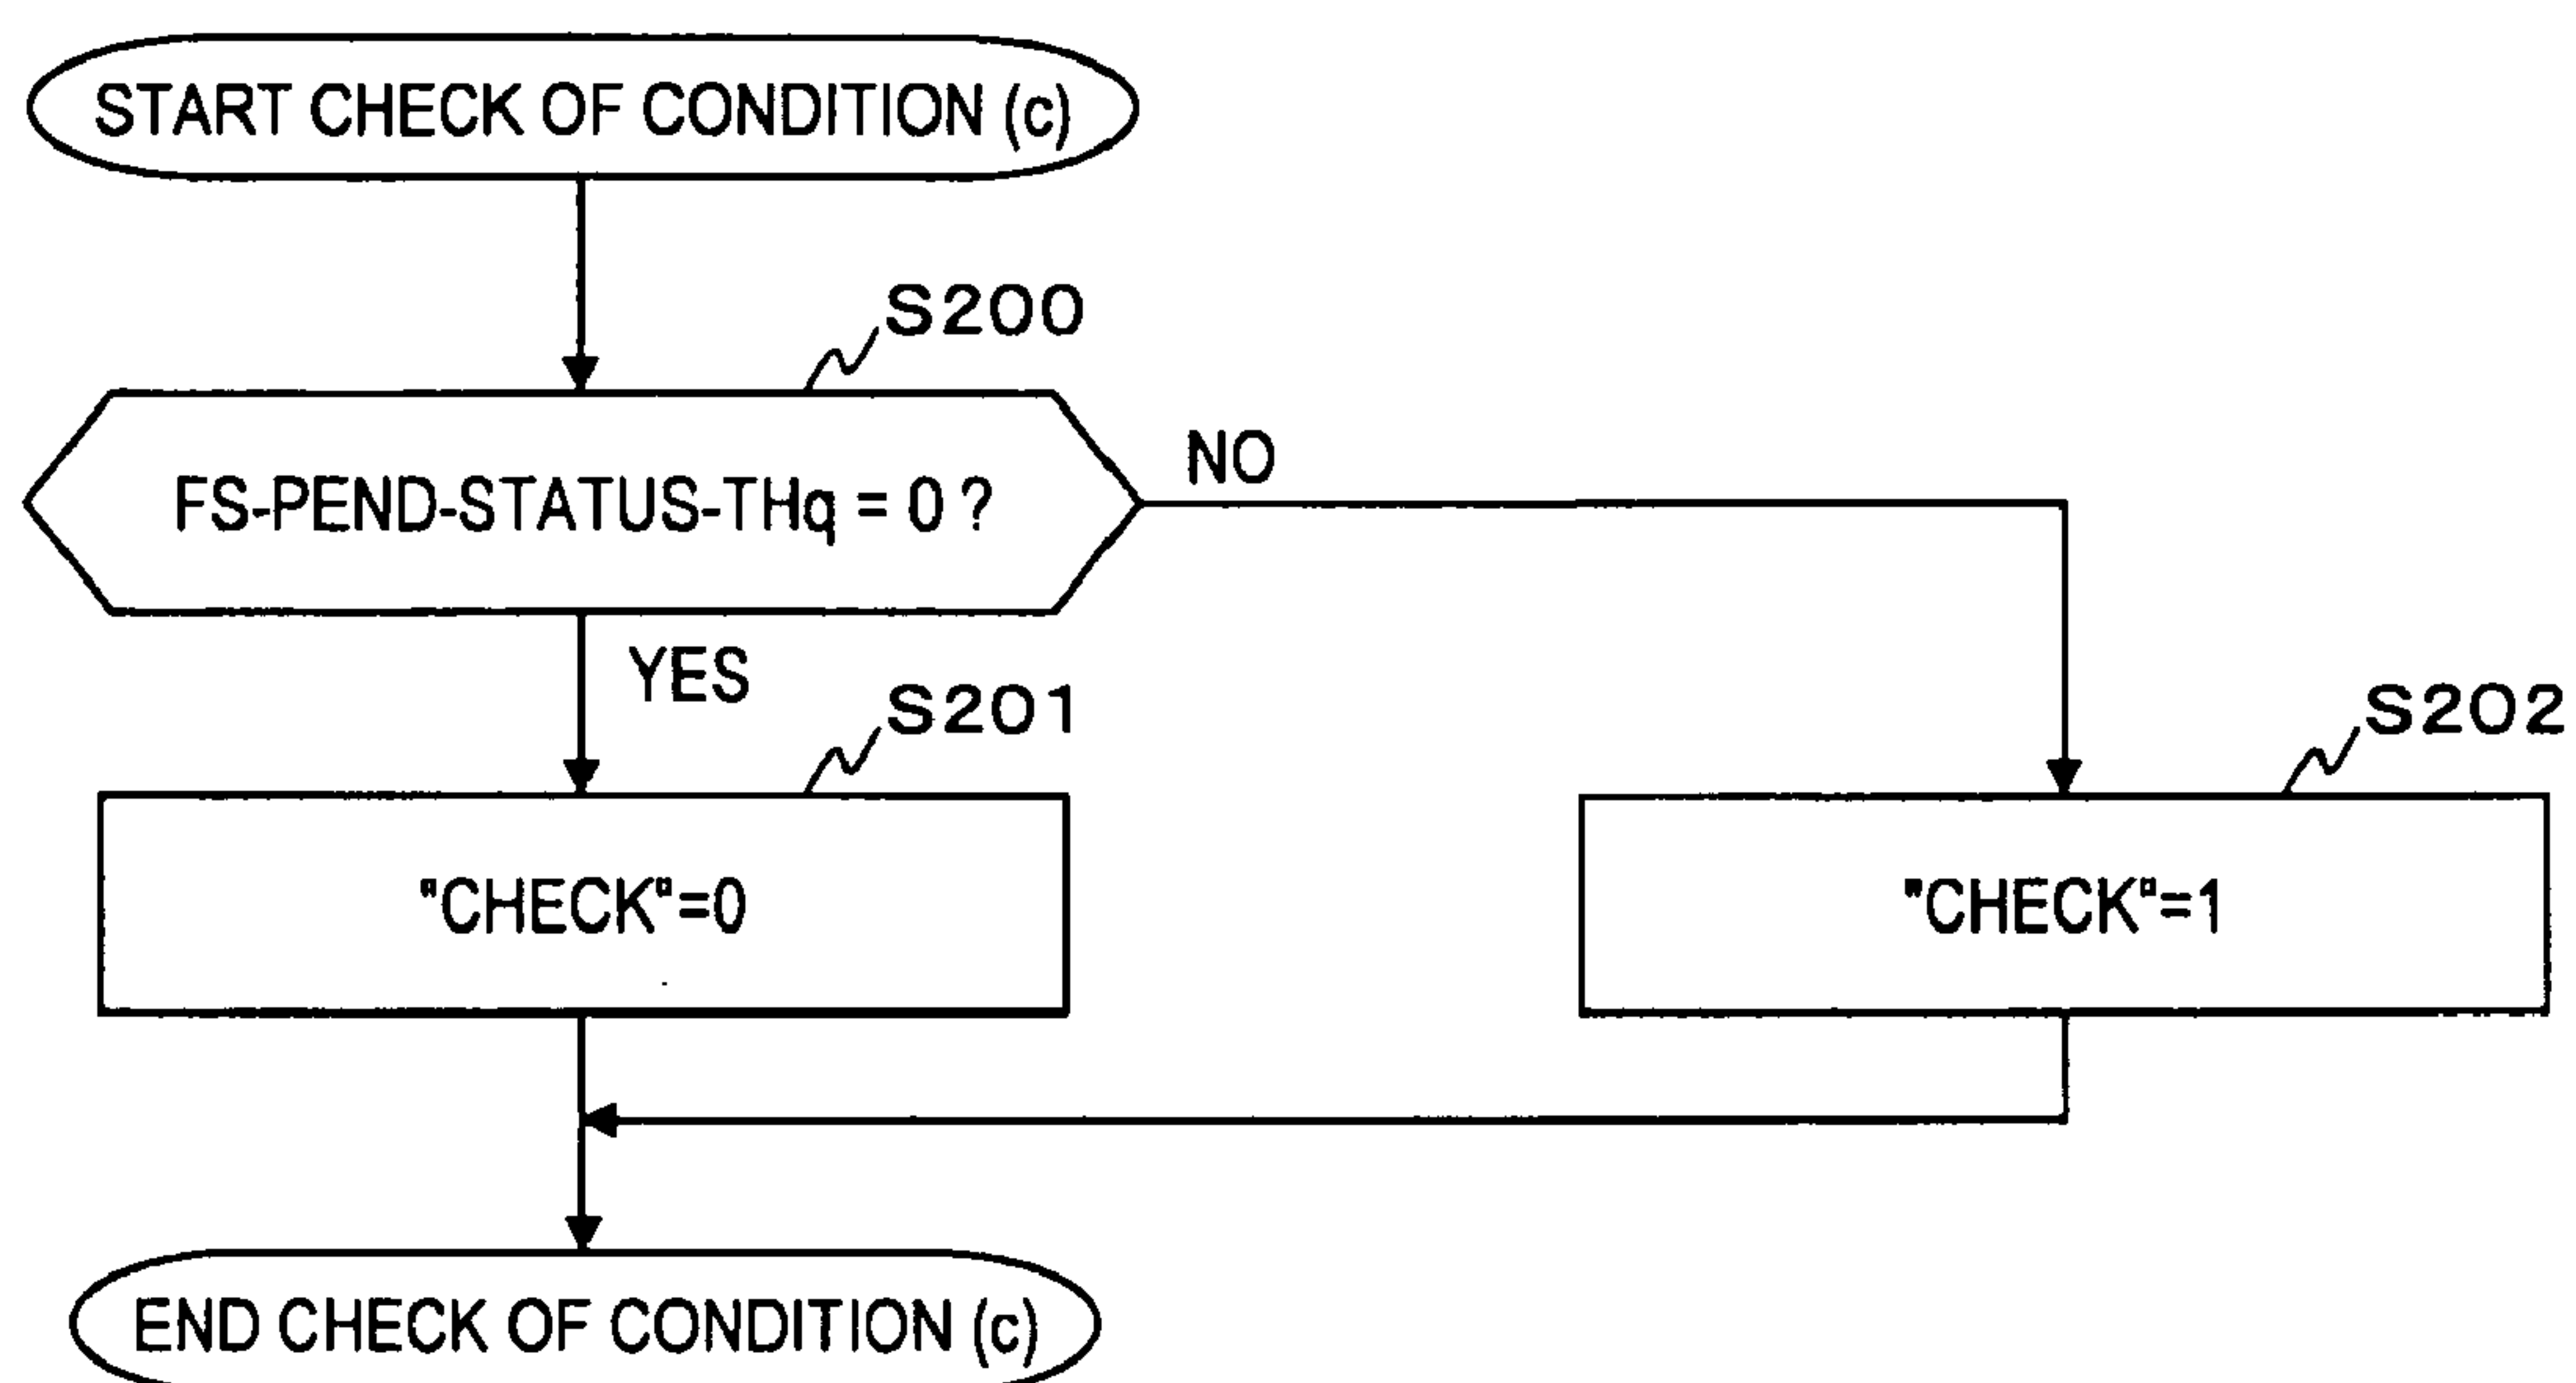 START CHECK OF CONDITION (c)
S200
FS-PEND-STATUS-THq = 0 ?
NO
YES
S201
S202
"CHECK"=0
"CHECK"=1
END CHECK OF CONDITION (c)